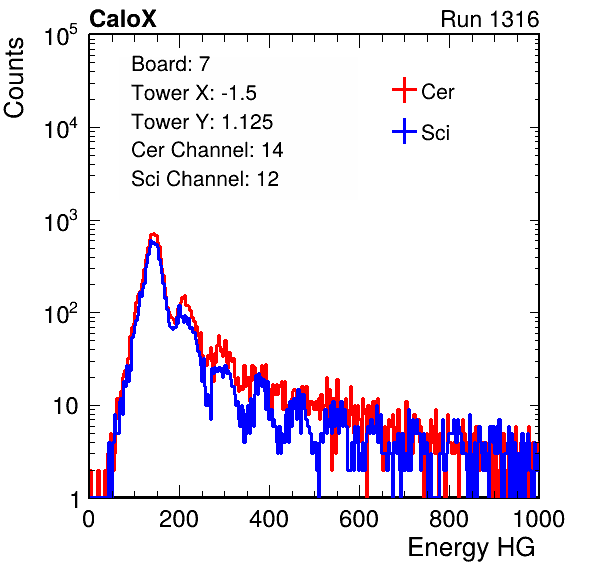 CaloX Run 1316
Counts
Board: 7
Tower X: -1.5
Tower Y: 1.125
Cer Channel: 14
Sci Channel: 12
Cer
Sci
10^5
10^4
10^3
10^2
10
1
0 200 400 600 800 1000
Energy HG